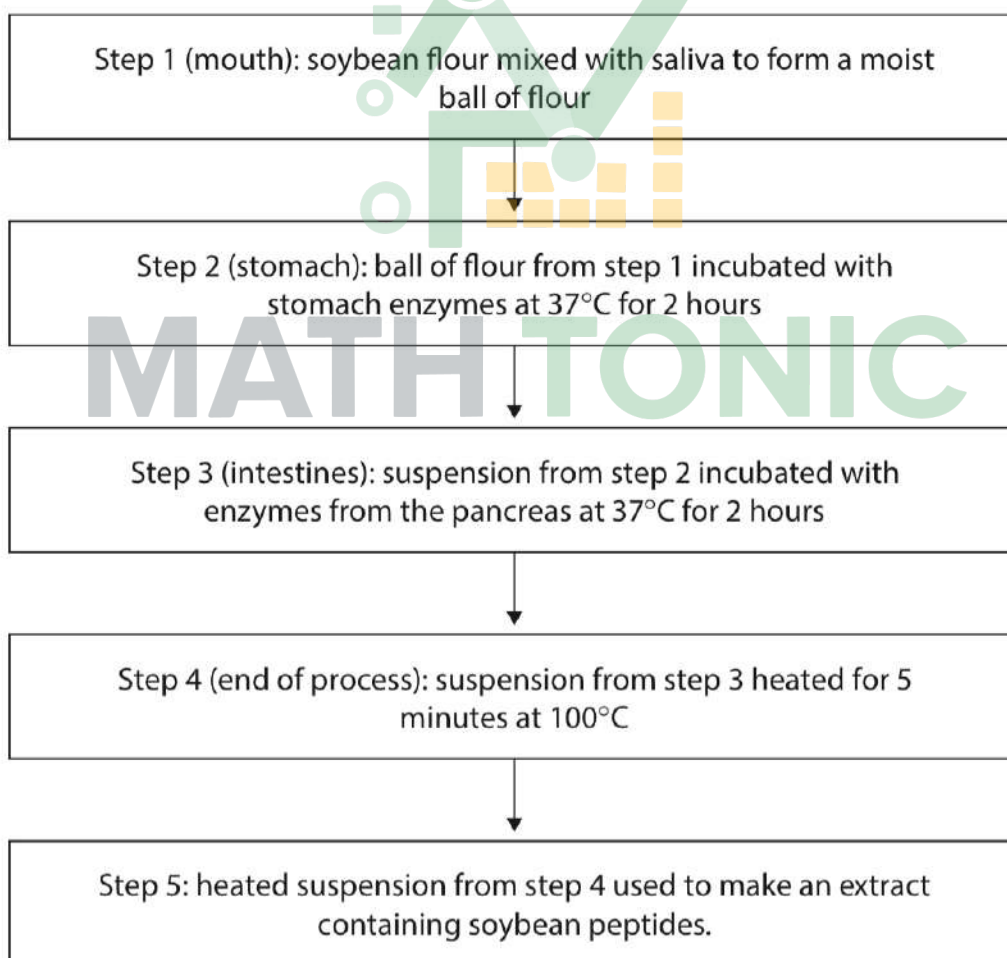 Step 1 (mouth): soybean flour mixed with saliva to form a moist
ball of flour
Step 2 (stomach): ball of flour from step 1 incubated with
stomach enzymes at 37°C for 2 hours
MATH TONIC
Step 3 (intestines): suspension from step 2 incubated with
enzymes from the pancreas at 37°C for 2 hours
Step 4 (end of process): suspension from step 3 heated for 5
minutes at 100°C
Step 5: heated suspension from step 4 used to make an extract
containing soybean peptides.